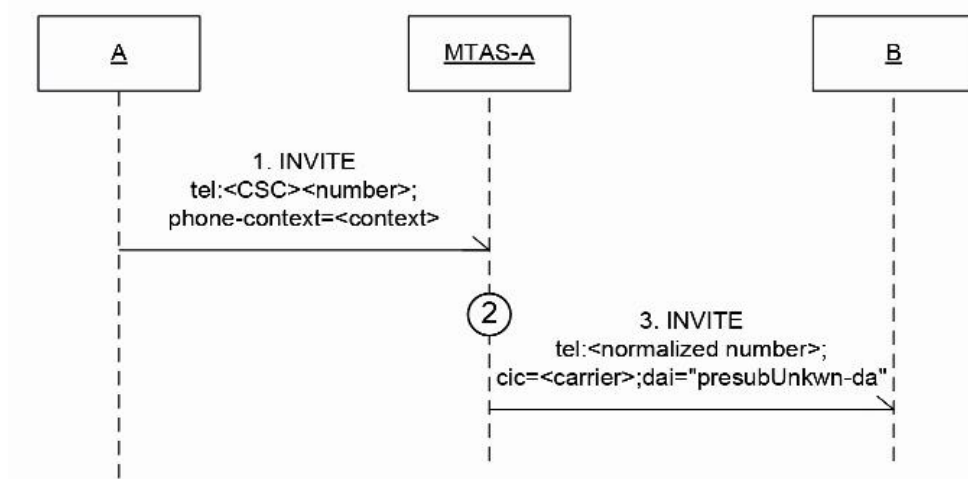 A
MTAS-A
B
1. INVITE
tel:<CSC><number>;
phone-context=<context>
2
3. INVITE
tel:<normalized number>;
cic=<carrier>;dai="presubUnkwn-da"